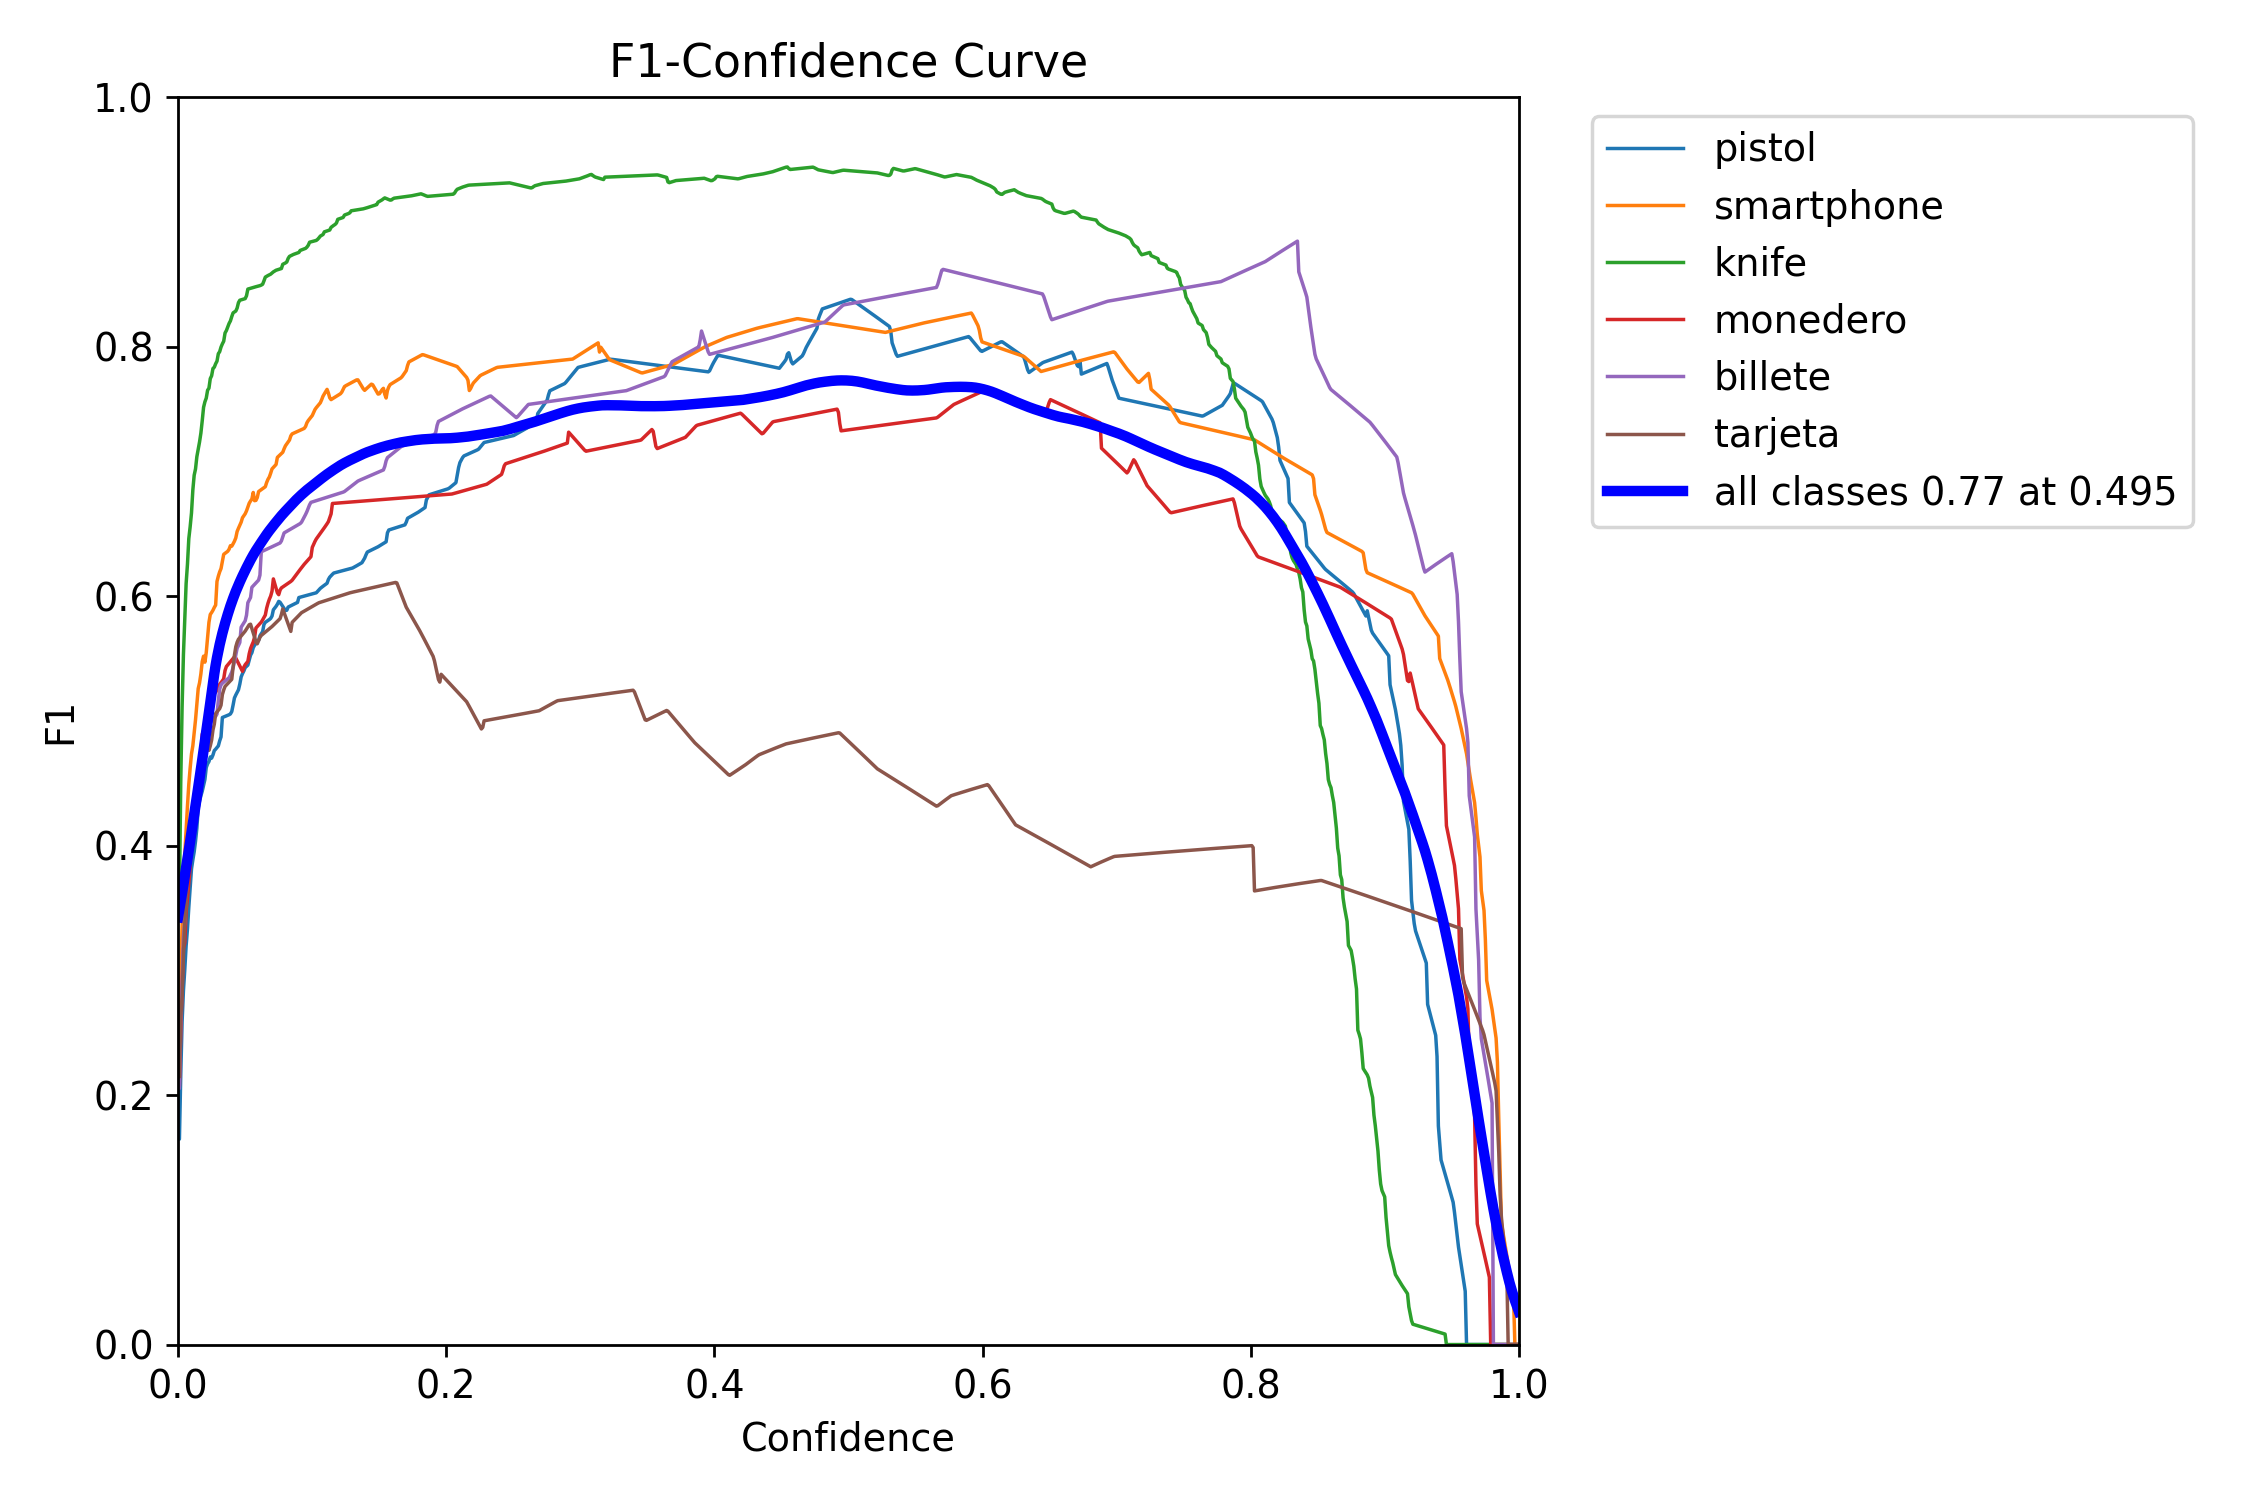 F1-Confidence Curve
1.0
0.8
0.6
0.4
0.2
0.0
F1
0.0 0.2 0.4 0.6 0.8 1.0
Confidence
pistol
smartphone
knife
monedero
billete
tarjeta
all classes 0.77 at 0.495